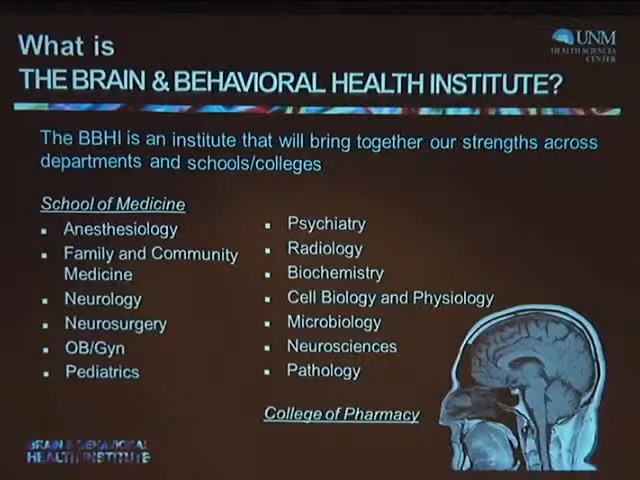 What is
THE BRAIN & BEHAVIORAL HEALTH INSTITUTE?
UNM
HEALTH SCIENCES
CENTER
The BBHI is an institute that will bring together our strengths across
departments and schools/colleges
School of Medicine
▪ Anesthesiology
▪ Family and Community
Medicine
▪ Neurology
▪ Neurosurgery
▪ OB/Gyn
▪ Pediatrics
▪ Psychiatry
▪ Radiology
▪ Biochemistry
▪ Cell Biology and Physiology
▪ Microbiology
▪ Neurosciences
▪ Pathology
College of Pharmacy
BRAIN & BEHAVIORAL
HEALTH INSTITUTE